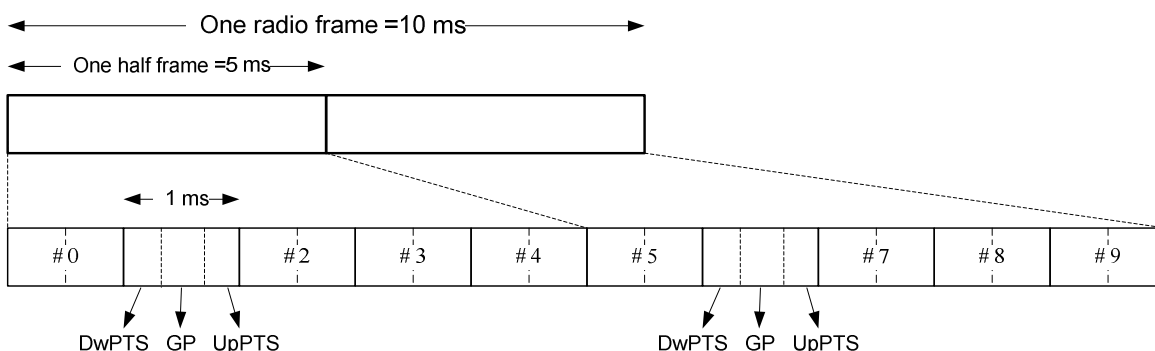 One radio frame =10 ms
One half frame =5 ms
1 ms
#0 #2 #3 #4 #5 #7 #8 #9
DwPTS GP UpPTS DwPTS GP UpPTS